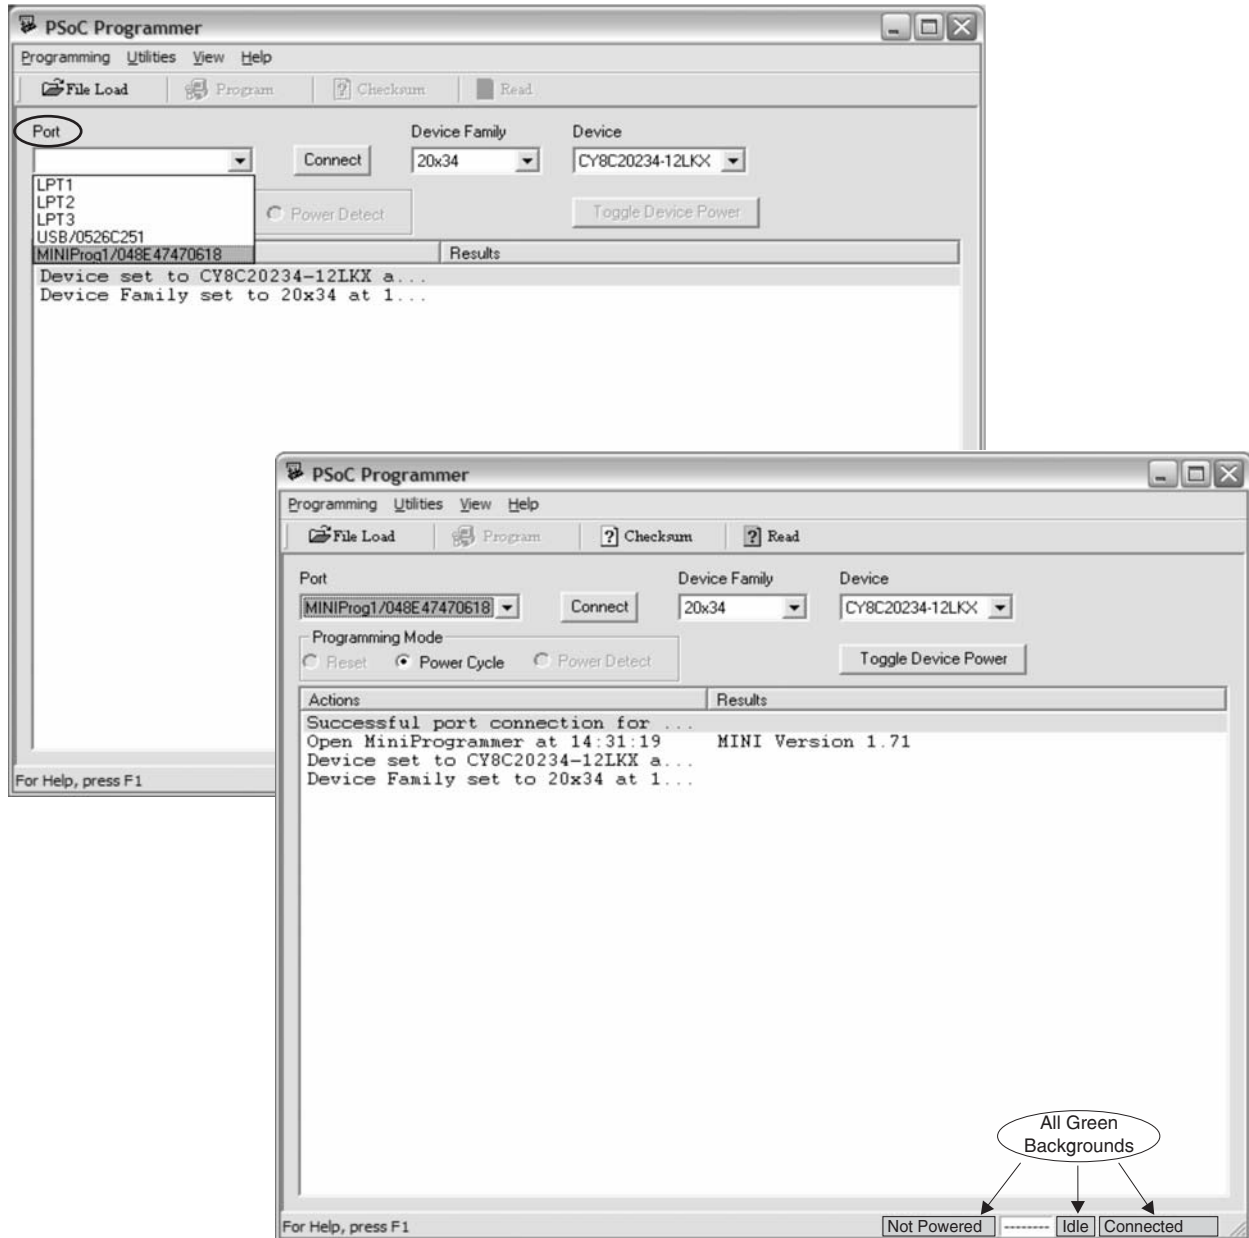 PSoC Programmer
Programming Utilities View Help
File Load Program Checksum Read
Port Device Family Device
Connect 20x34 CY8C20234-12LKX
LPT1
LPT2
LPT3
USB/0526C251
MINIProg1/048E47470618
Power Detect Toggle Device Power
Results
Device set to CY8C20234-12LKX a...
Device Family set to 20x34 at 1...
For Help, press F1
PSoC Programmer
Programming Utilities View Help
File Load Program Checksum Read
Port Device Family Device
MINIProg1/048E47470618 Connect 20x34 CY8C20234-12LKX
Programming Mode
Reset Power Cycle Power Detect Toggle Device Power
Actions Results
Successful port connection for ...
Open MiniProgrammer at 14:31:19 MINI Version 1.71
Device set to CY8C20234-12LKX a...
Device Family set to 20x34 at 1...
All Green
Backgrounds
For Help, press F1 Not Powered -------- Idle Connected